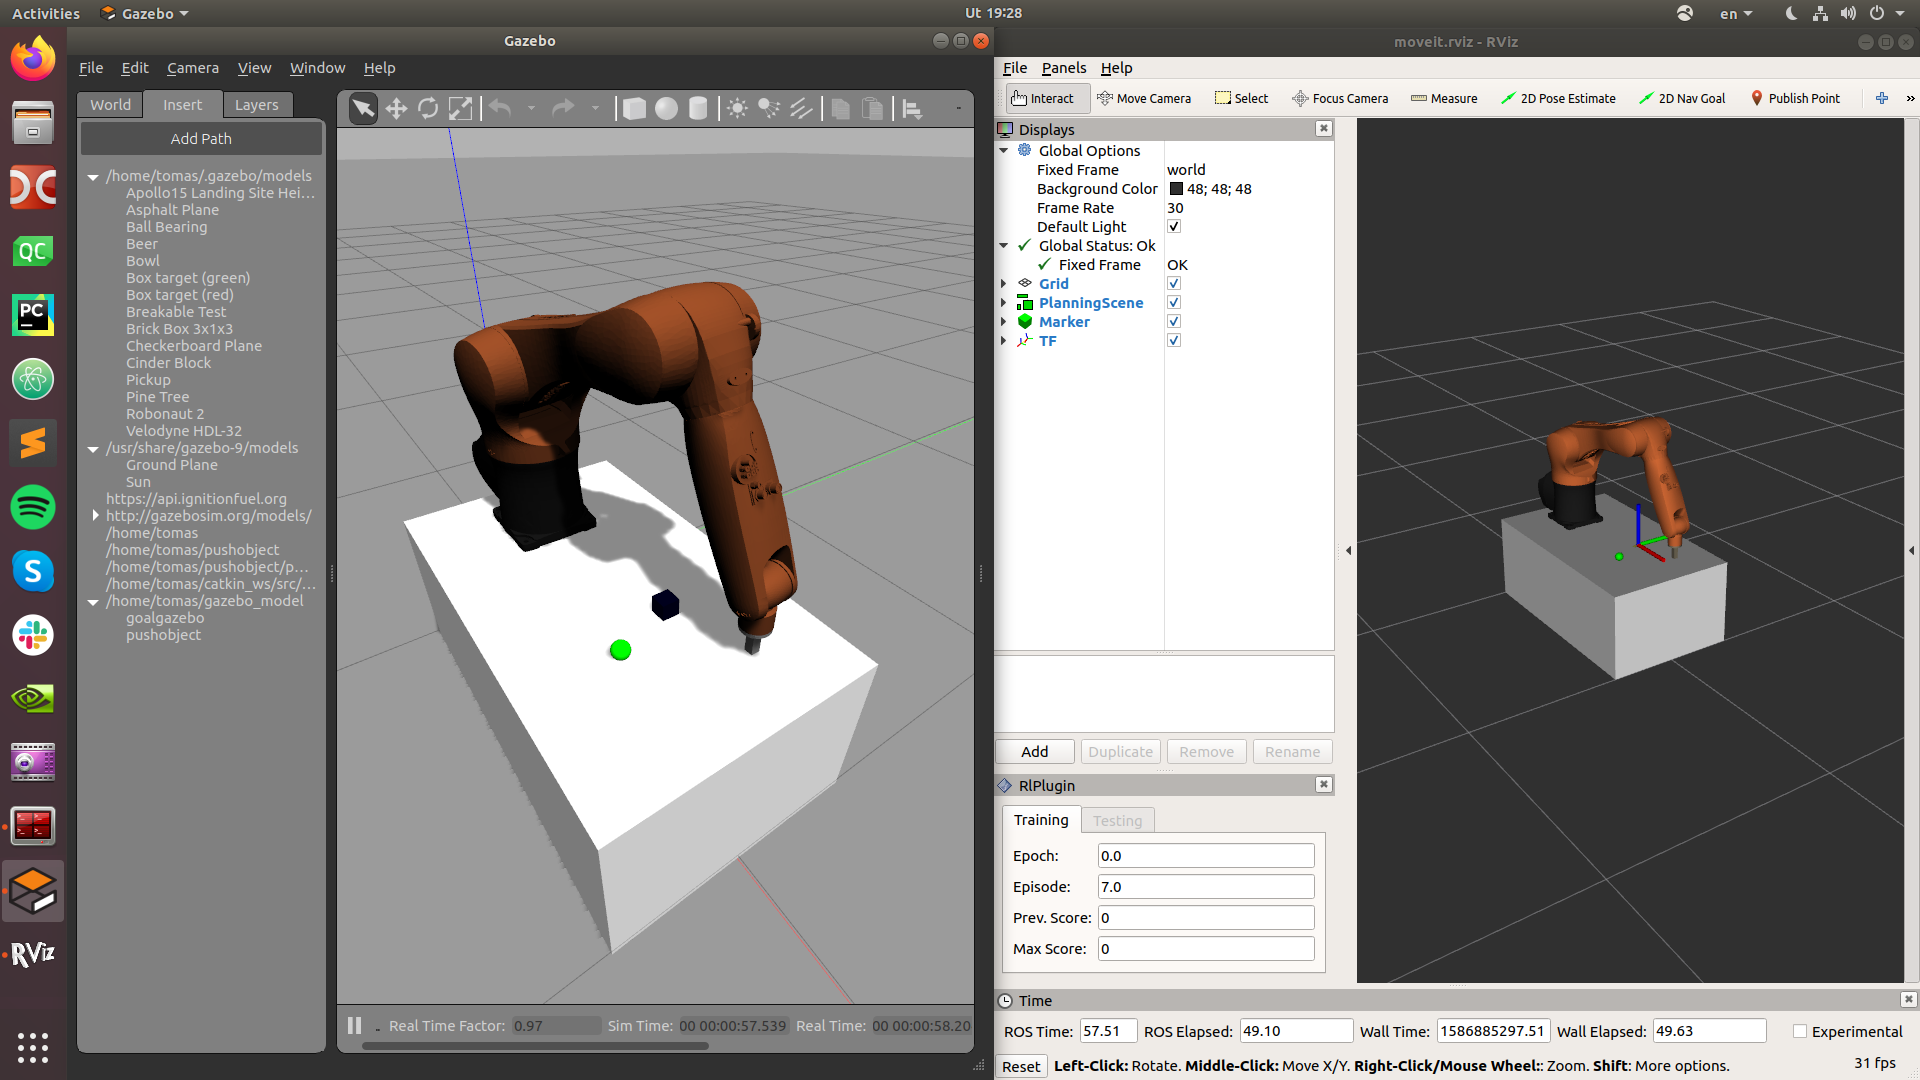 Activities Gazebo Ut 19:28 en
Gazebo
File Edit Camera View Window Help
World Insert Layers
Add Path
/home/tomas/.gazebo/models
Apollo15 Landing Site Hei...
Asphalt Plane
Ball Bearing
Beer
Bowl
Box target (green)
Box target (red)
Breakable Test
Brick Box 3x1x3
Checkerboard Plane
Cinder Block
Pickup
Pine Tree
Robonaut 2
Velodyne HDL-32
/usr/share/gazebo-9/models
Ground Plane
Sun
https://api.ignitionfuel.org
http://gazebosim.org/models/
/home/tomas
/home/tomas/pushobject
/home/tomas/pushobject/p...
/home/tomas/catkin_ws/src/...
/home/tomas/gazebo_model
goalgazebo
pushobject
QC
PC
S
RViz
Real Time Factor: 0.97 Sim Time: 00 00:00:57.539 Real Time: 00 00:00:58.20
moveit.rviz - RViz
File Panels Help
Interact Move Camera Select Focus Camera Measure 2D Pose Estimate 2D Nav Goal Publish Point »
Displays
Global Options
Fixed Frame world
Background Color 48; 48; 48
Frame Rate 30
Default Light
Global Status: Ok
Fixed Frame OK
Grid
PlanningScene
Marker
TF
Add Duplicate Remove Rename
RlPlugin
Training Testing
Epoch: 0.0
Episode: 7.0
Prev. Score: 0
Max Score: 0
Time
ROS Time: 57.51 ROS Elapsed: 49.10 Wall Time: 1586885297.51 Wall Elapsed: 49.63 Experimental
Reset Left-Click: Rotate. Middle-Click: Move X/Y. Right-Click/Mouse Wheel:: Zoom. Shift: More options. 31 fps